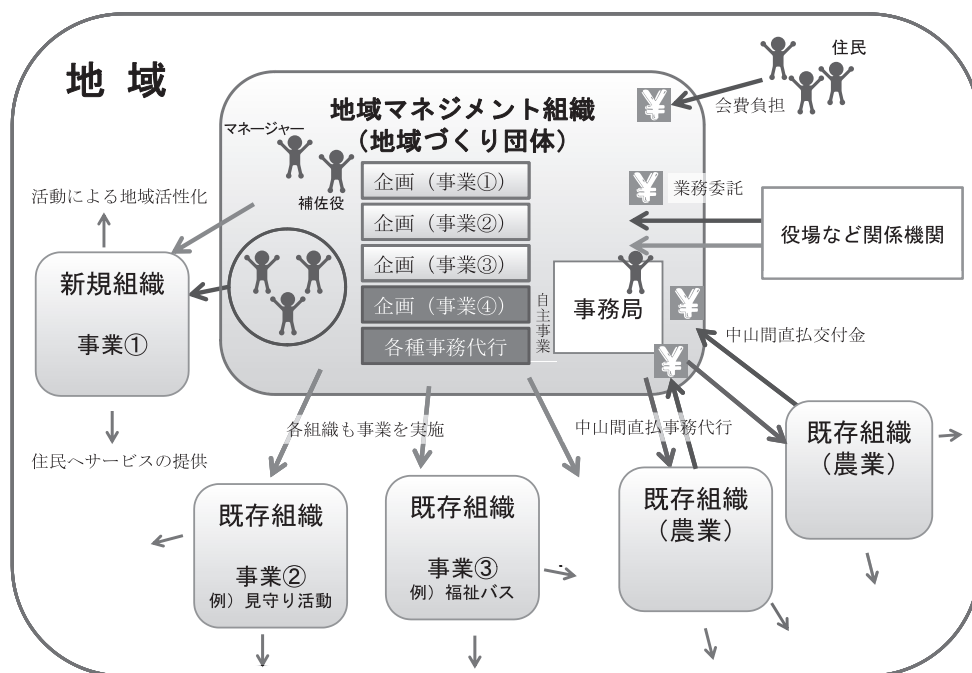 地域
住民
会費負担
地域マネジメント組織
(地域づくり団体)
マネージャー
補佐役
¥
企画（事業①）
企画（事業②）
企画（事業③）
企画（事業④）
各種事務代行
自主事業
事務局
¥
業務委託
役場など関係機関
¥
中山間直払交付金
¥
活動による地域活性化
新規組織
事業①
住民へサービスの提供
各組織も事業を実施
中山間直払事務代行
既存組織
(農業)
既存組織
事業②
例）見守り活動
既存組織
事業③
例）福祉バス
既存組織
(農業)